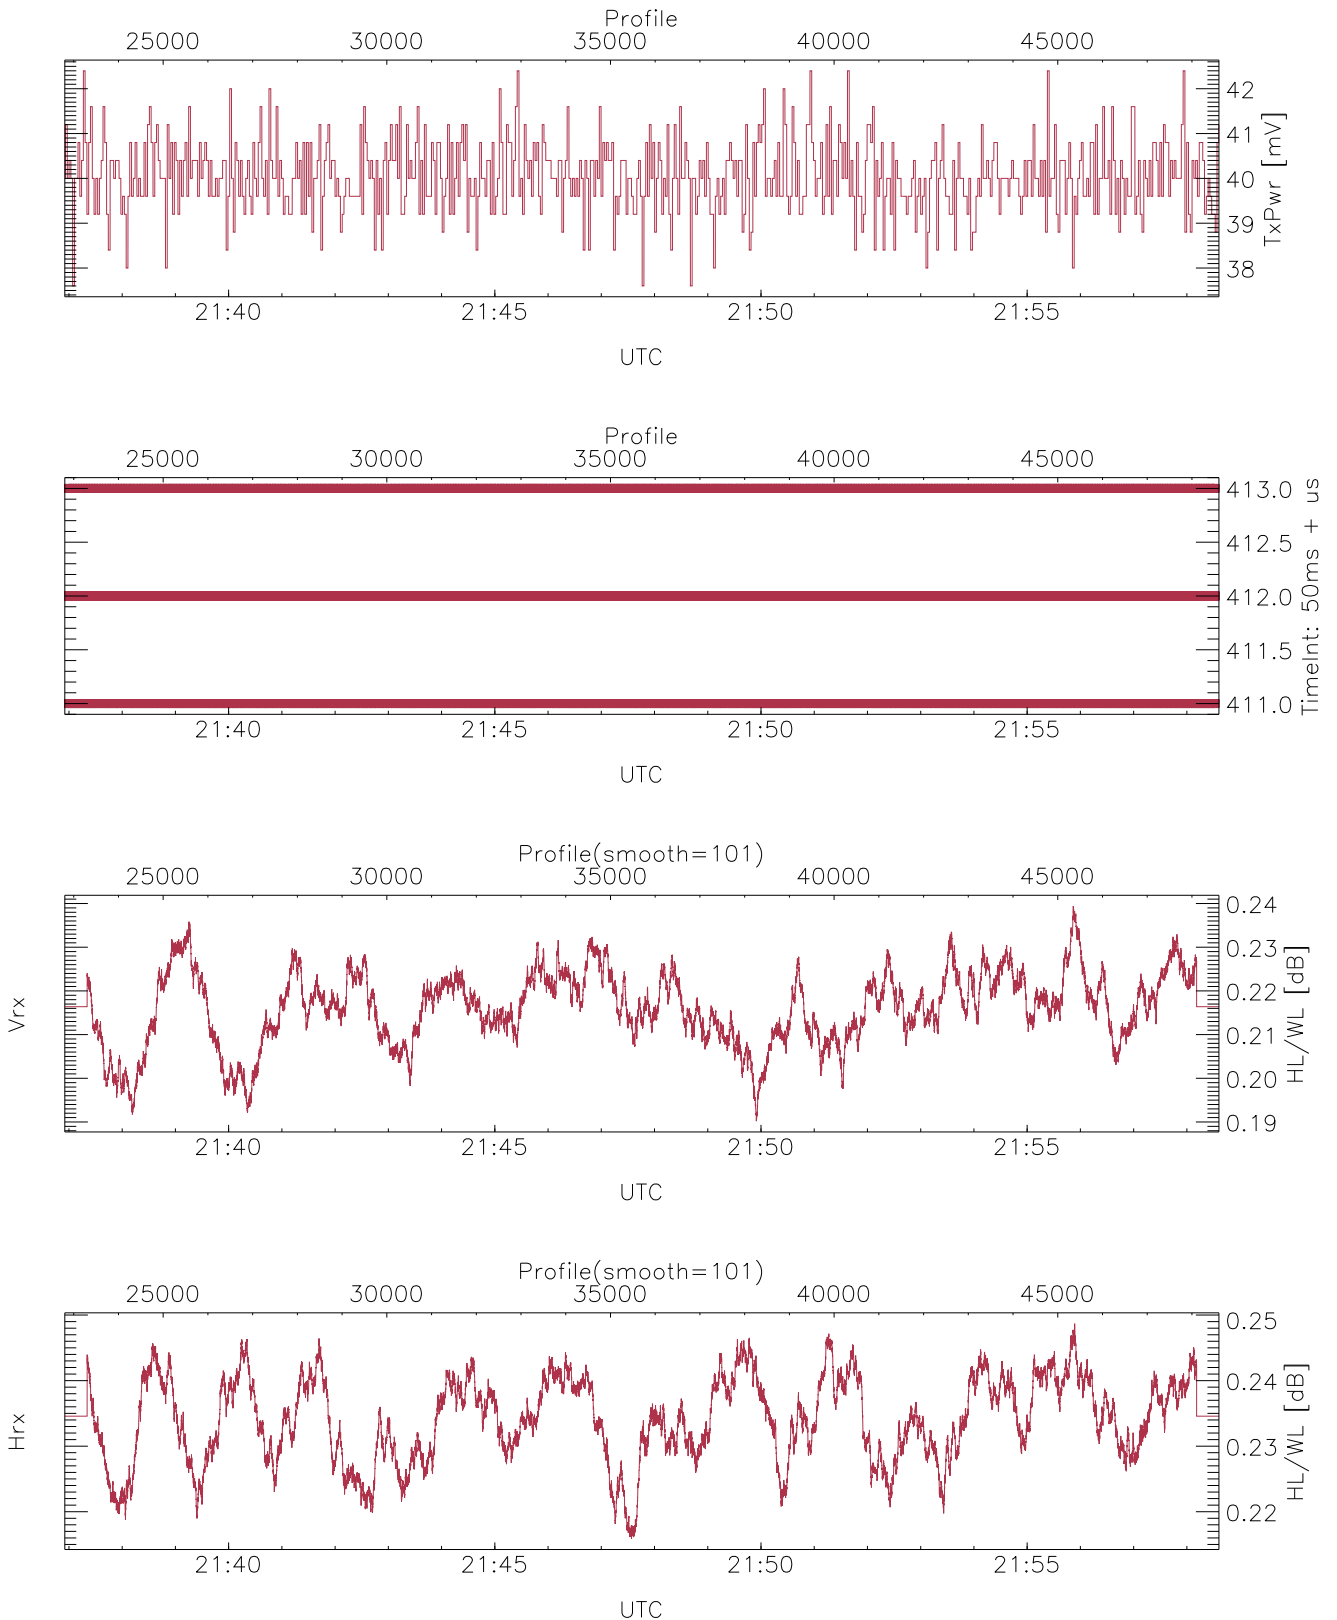 Profile
25000 30000 35000 40000 45000
42
41
40
39
38
TxPwr [mV]
21:40 21:45 21:50 21:55
UTC
Profile
25000 30000 35000 40000 45000
413.0
412.5
412.0
411.5
411.0
TimeInt: 50ms + us
21:40 21:45 21:50 21:55
UTC
Profile(smooth=101)
25000 30000 35000 40000 45000
Vrx
0.24
0.23
0.22
0.21
0.20
0.19
HL/WL [dB]
21:40 21:45 21:50 21:55
UTC
Profile(smooth=101)
25000 30000 35000 40000 45000
Hrx
0.25
0.24
0.23
0.22
HL/WL [dB]
21:40 21:45 21:50 21:55
UTC